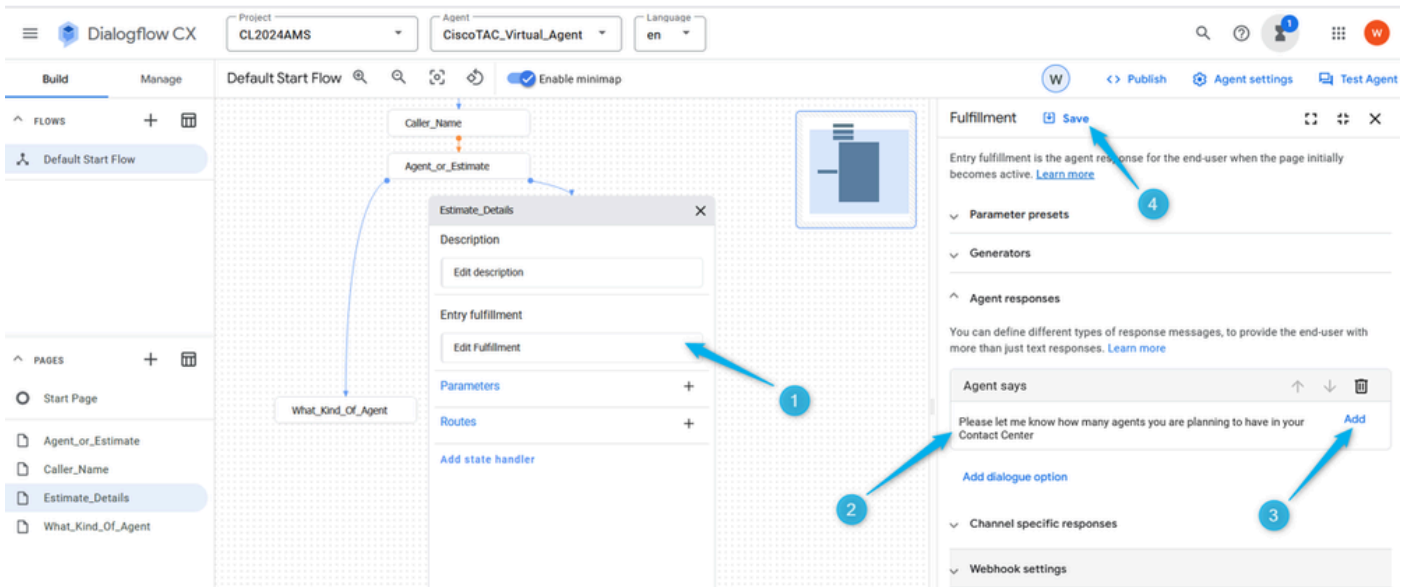 Dialogflow CX
Project
CL2024AMS
Agent
CiscoTAC_Virtual_Agent
Language
en
1
W
Build
Manage
Default Start Flow
Enable minimap
W
<> Publish
Agent settings
Test Agent
FLOWS
Default Start Flow
PAGES
Start Page
Agent_or_Estimate
Caller_Name
Estimate_Details
What_Kind_Of_Agent
Caller_Name
Agent_or_Estimate
What_Kind_Of_Agent
Estimate_Details
Description
Edit description
Entry fulfillment
Edit Fulfillment
Parameters
Routes
Add state handler
1
Fulfillment
Save
Entry fulfillment is the agent response for the end-user when the page initially
becomes active. Learn more
4
Parameter presets
Generators
Agent responses
You can define different types of response messages, to provide the end-user with
more than just text responses. Learn more
Agent says
Please let me know how many agents you are planning to have in your
Contact Center
Add
Add dialogue option
2
3
Channel specific responses
Webhook settings